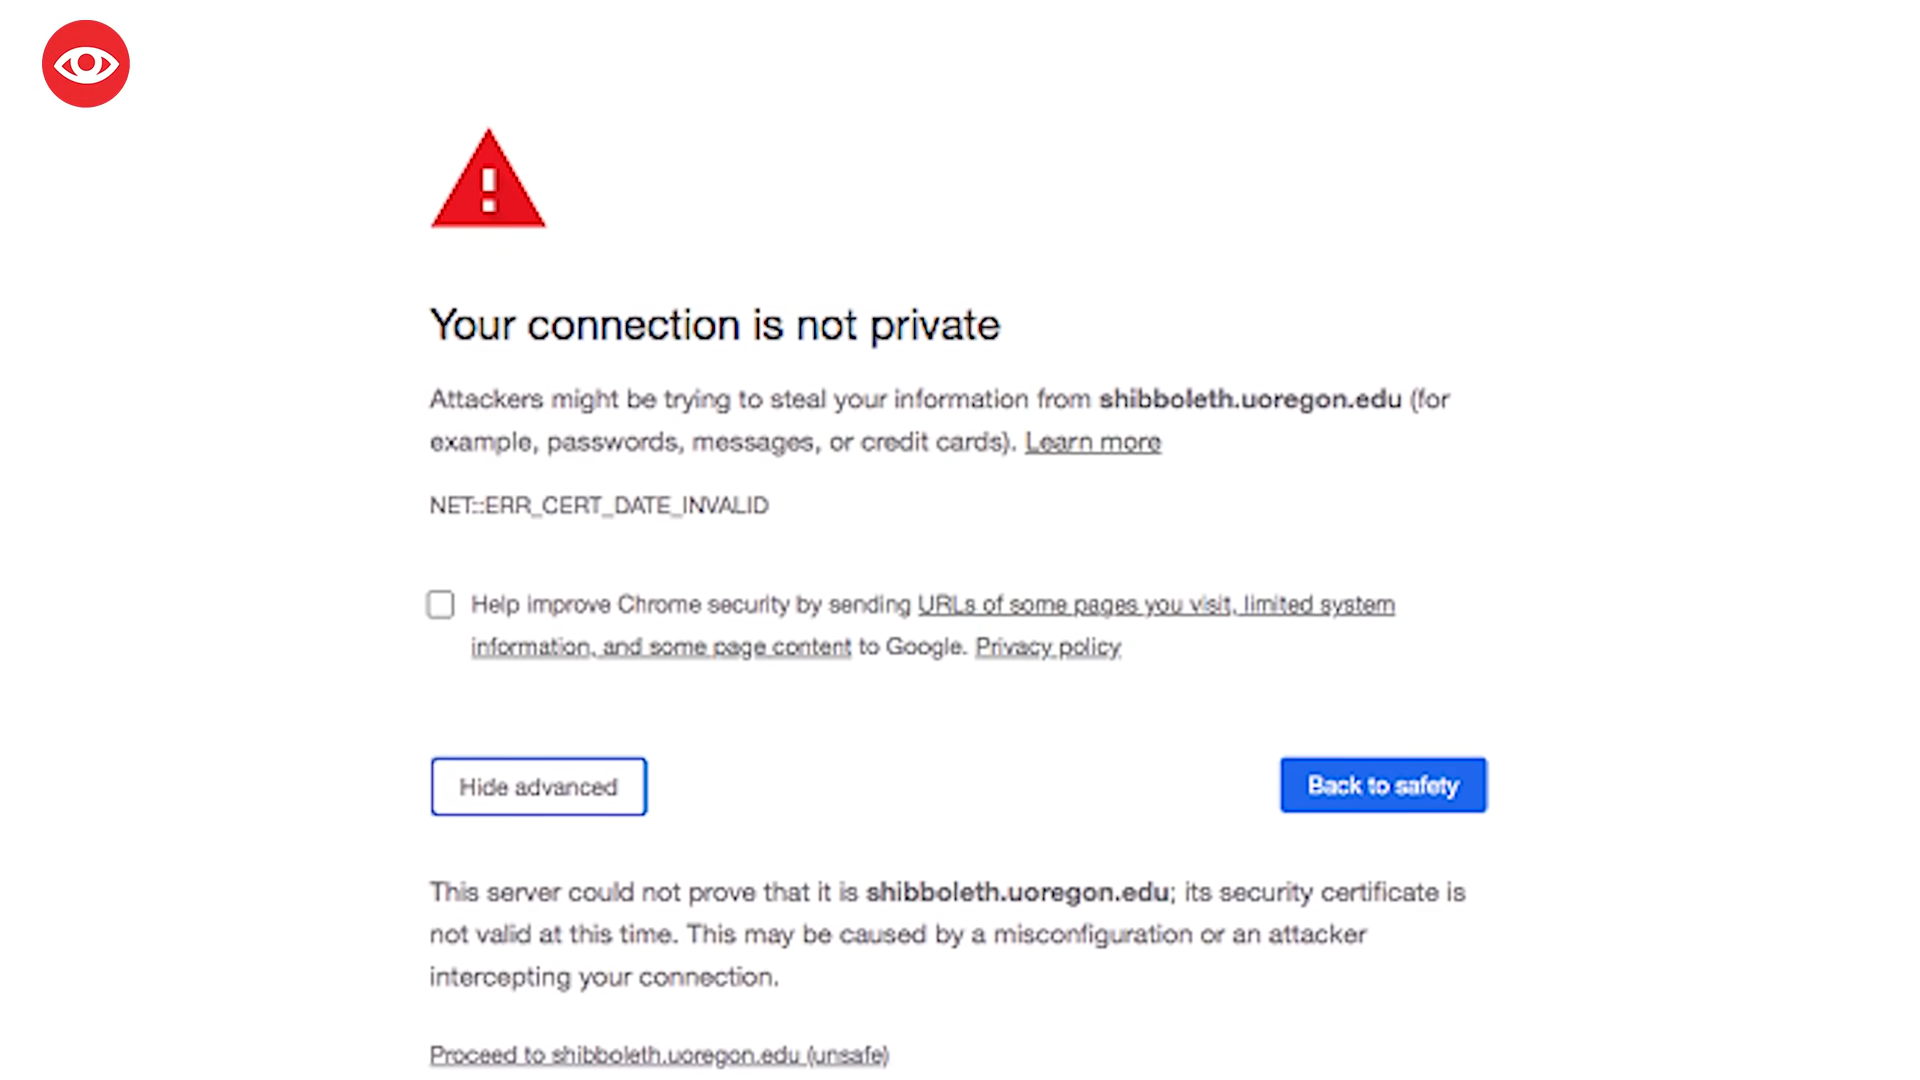 Your connection is not private
Attackers might be trying to steal your information from shibboleth.uoregon.edu (for
example, passwords, messages, or credit cards). Learn more
NET::ERR_CERT_DATE_INVALID
Help improve Chrome security by sending URLs of some pages you visit, limited system
information, and some page content to Google. Privacy policy
Hide advanced
Back to safety
This server could not prove that it is shibboleth.uoregon.edu; its security certificate is
not valid at this time. This may be caused by a misconfiguration or an attacker
intercepting your connection.
Proceed to shibboleth.uoregon.edu (unsafe)